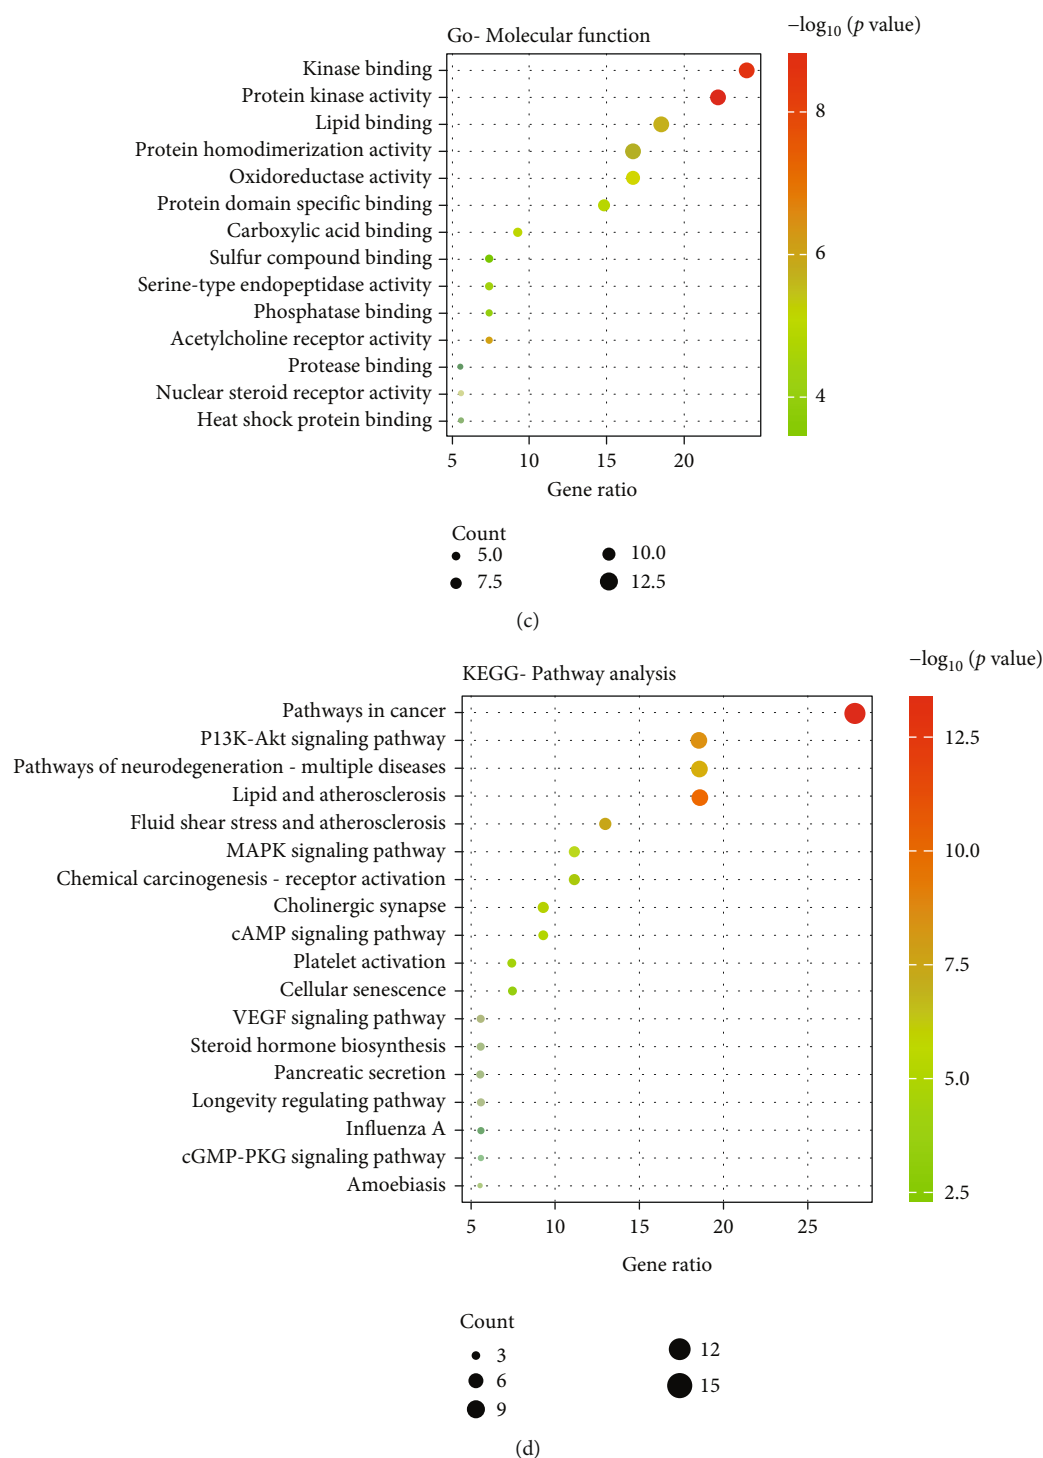 Go- Molecular function
−log10 (p value)
Kinase binding
Protein kinase activity
Lipid binding
Protein homodimerization activity
Oxidoreductase activity
Protein domain specific binding
Carboxylic acid binding
Sulfur compound binding
Serine-type endopeptidase activity
Phosphatase binding
Acetylcholine receptor activity
Protease binding
Nuclear steroid receptor activity
Heat shock protein binding
8
6
4
5 10 15 20
Gene ratio
Count
5.0 10.0
7.5 12.5
(c)
KEGG- Pathway analysis
−log10 (p value)
Pathways in cancer
P13K-Akt signaling pathway
Pathways of neurodegeneration - multiple diseases
Lipid and atherosclerosis
Fluid shear stress and atherosclerosis
MAPK signaling pathway
Chemical carcinogenesis - receptor activation
Cholinergic synapse
cAMP signaling pathway
Platelet activation
Cellular senescence
VEGF signaling pathway
Steroid hormone biosynthesis
Pancreatic secretion
Longevity regulating pathway
Influenza A
cGMP-PKG signaling pathway
Amoebiasis
12.5
10.0
7.5
5.0
2.5
5 10 15 20 25
Gene ratio
Count
3 12
6 15
9
(d)